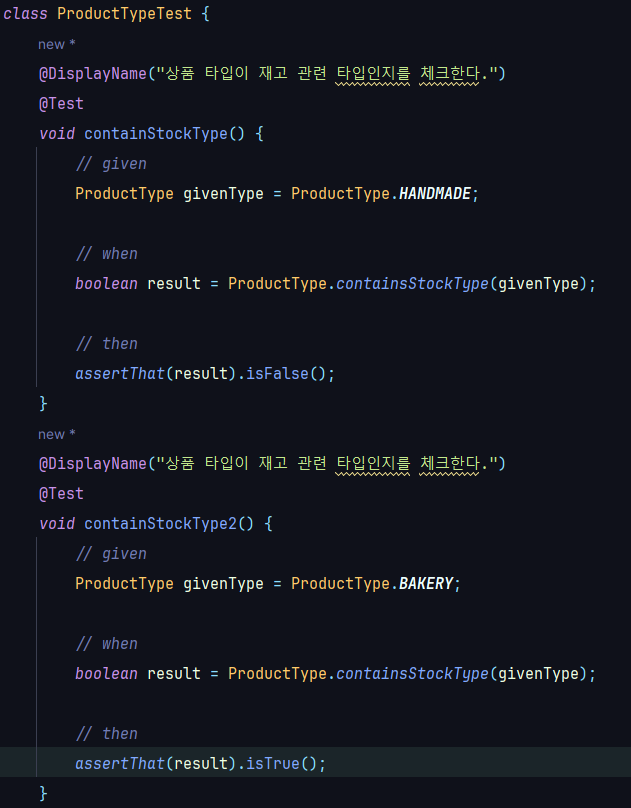 class ProductTypeTest {
new *
@DisplayName("상품 타입이 재고 관련 타입인지를 체크한다.")
@Test
void containStockType() {
// given
ProductType givenType = ProductType.HANDMADE;
// when
boolean result = ProductType.containsStockType(givenType);
// then
assertThat(result).isFalse();
}
new *
@DisplayName("상품 타입이 재고 관련 타입인지를 체크한다.")
@Test
void containStockType2() {
// given
ProductType givenType = ProductType.BAKERY;
// when
boolean result = ProductType.containsStockType(givenType);
// then
assertThat(result).isTrue();
}